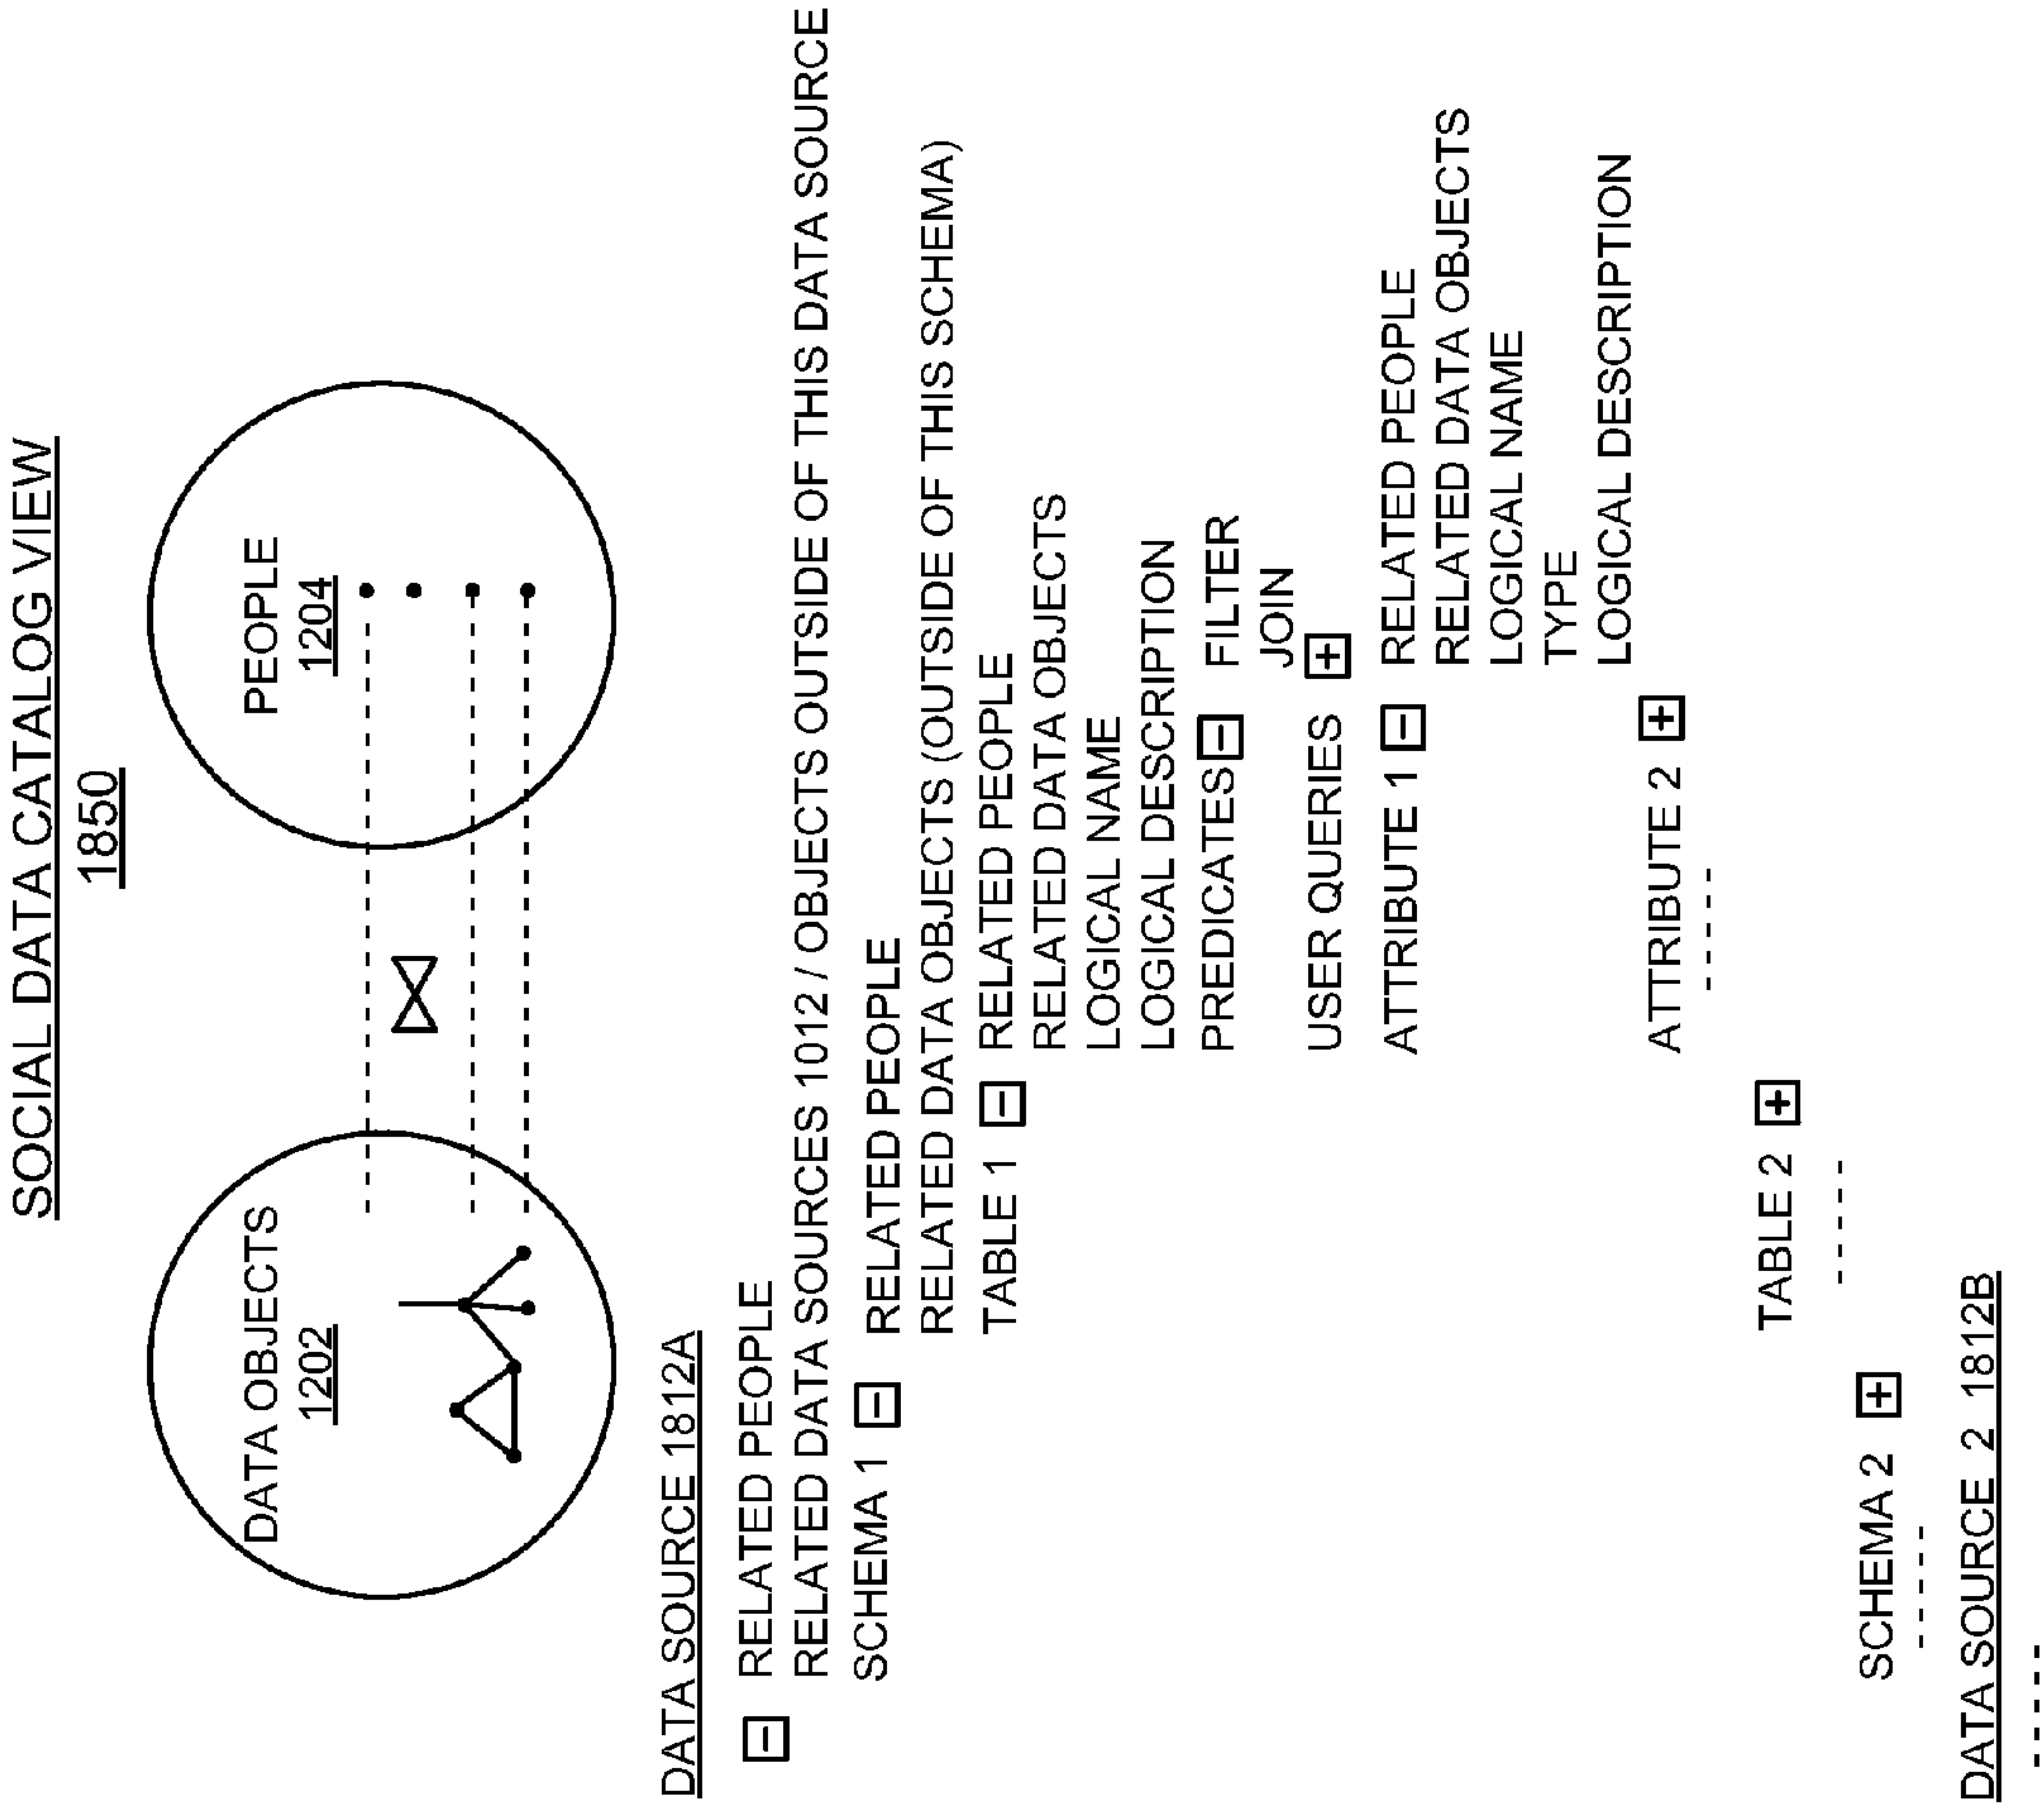 SOCIAL DATA CATALOG VIEW
1850
DATA OBJECTS
1202
PEOPLE
1204
DATA SOURCE 1812A
RELATED PEOPLE
RELATED DATA SOURCES 1012 / OBJECTS OUTSIDE OF THIS DATA SOURCE
SCHEMA 1 RELATED PEOPLE
RELATED DATA OBJECTS (OUTSIDE OF THIS SCHEMA)
TABLE 1 RELATED PEOPLE
RELATED DATA OBJECTS
LOGICAL NAME
LOGICAL DESCRIPTION
PREDICATES FILTER
JOIN
USER QUERIES
ATTRIBUTE 1 RELATED PEOPLE
RELATED DATA OBJECTS
LOGICAL NAME
TYPE
LOGICAL DESCRIPTION
ATTRIBUTE 2
TABLE 2
SCHEMA 2
DATA SOURCE 2 1812B